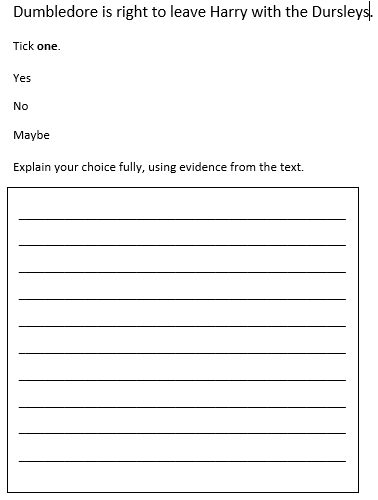 Dumbledore is right to leave Harry with the Dursleys.
Tick one.
Yes
No
Maybe
Explain your choice fully, using evidence from the text.